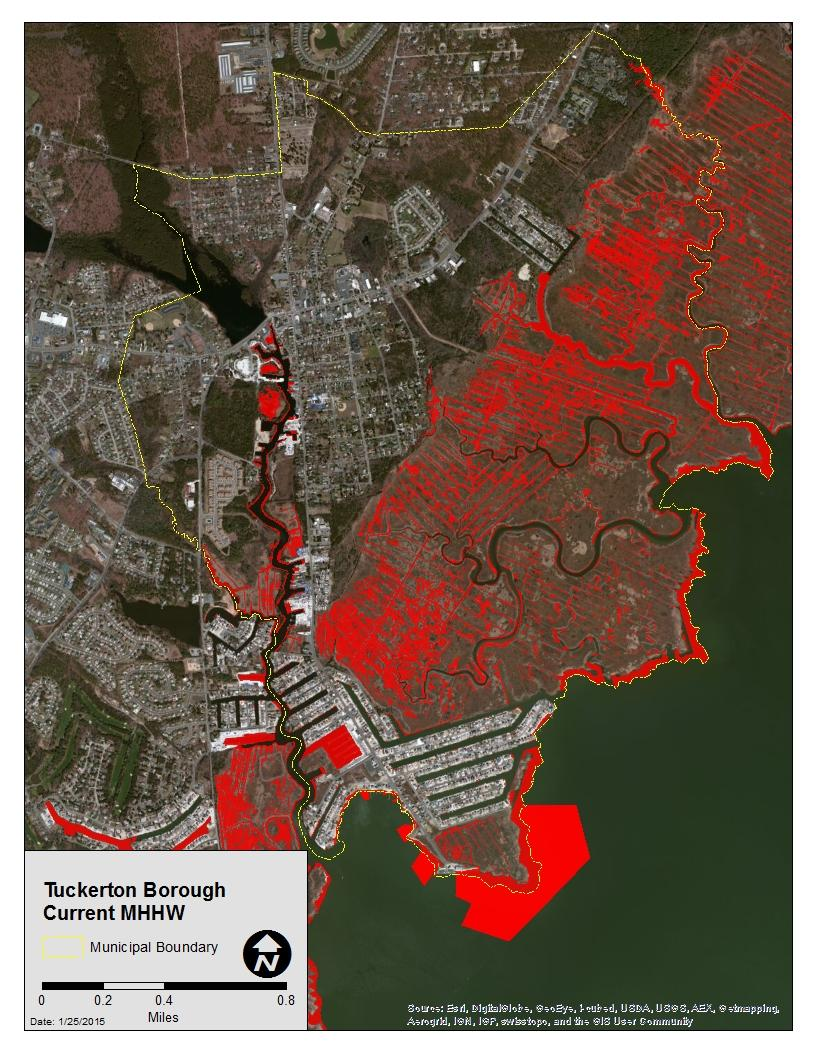 Tuckerton Borough
Current MHHW
Municipal Boundary
N
0 0.2 0.4 0.8
Miles
Date: 1/25/2015
Source: Esri, DigitalGlobe, GeoEye, i-cubed, USDA, USGS, AEX, Getmapping,
Aerogrid, IGN, IGP, swisstopo, and the GIS User Community